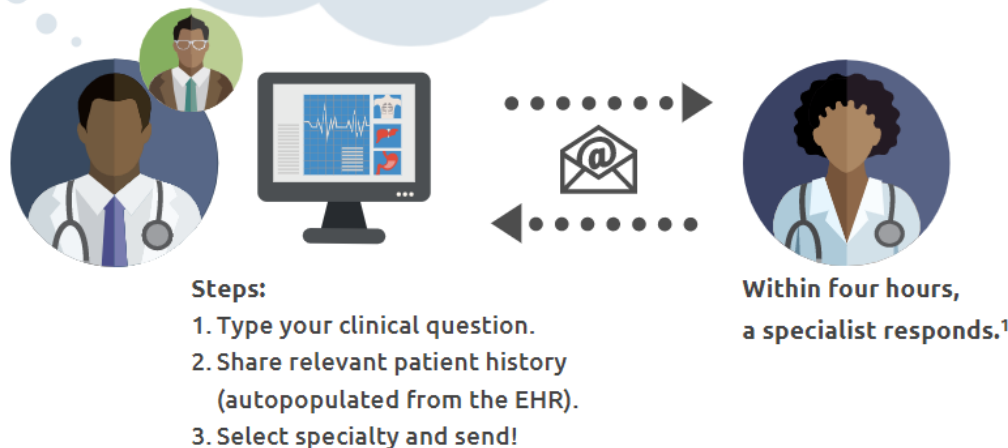 Steps:
1. Type your clinical question.
2. Share relevant patient history
(autopopulated from the EHR).
3. Select specialty and send!
Within four hours,
a specialist responds.¹
@